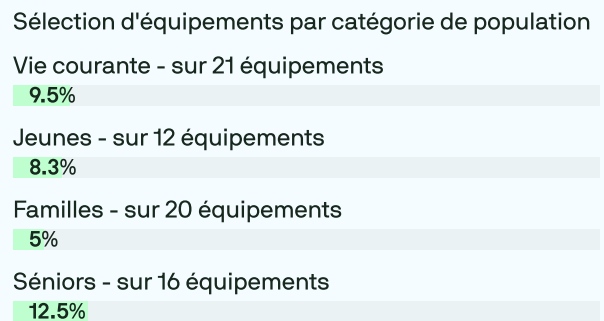 Sélection d'équipements par catégorie de population
Vie courante - sur 21 équipements
9.5%
Jeunes - sur 12 équipements
8.3%
Familles - sur 20 équipements
5%
Séniors - sur 16 équipements
12.5%